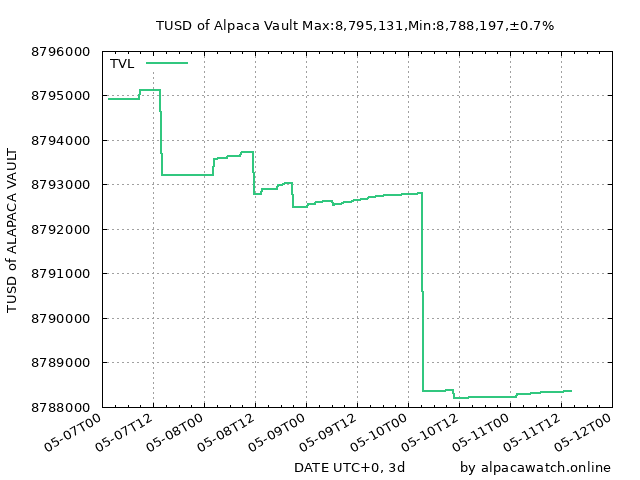 TUSD of Alpaca Vault Max:8,795,131,Min:8,788,197,±0.7%
TVL
8796000
8795000
8794000
8793000
8792000
8791000
8790000
8789000
8788000
TUSD of ALAPACA VAULT
05-07T00
05-07T12
05-08T00
05-08T12
05-09T00
05-09T12
05-10T00
05-10T12
05-11T00
05-11T12
05-12T00
DATE UTC+0, 3d
by alpacawatch.online